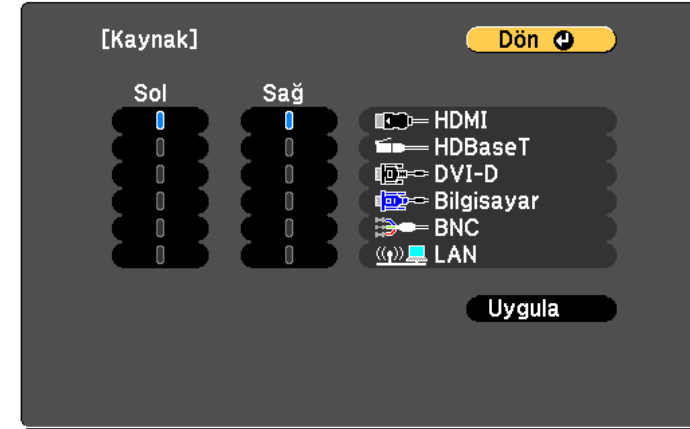 [Kaynak] Dön
Sol Sağ
HDMI
HDBaseT
DVI-D
Bilgisayar
BNC
LAN
Uygula